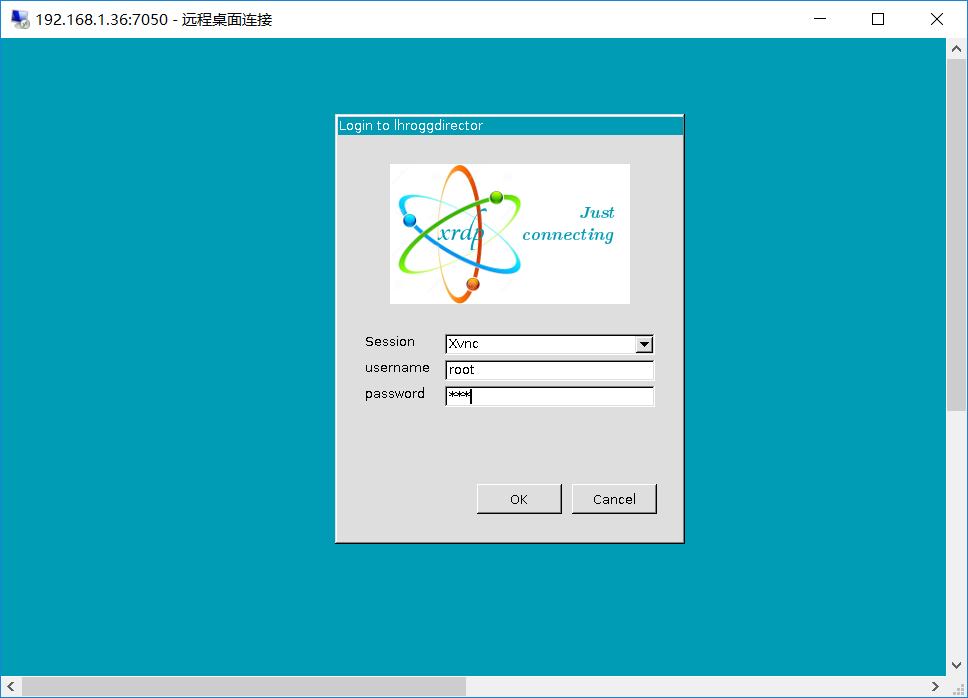 192.168.1.36:7050 - 远程桌面连接
Login to lhroggdirector
Just
xrdp connecting
Session Xvnc
username root
password ***
OK Cancel